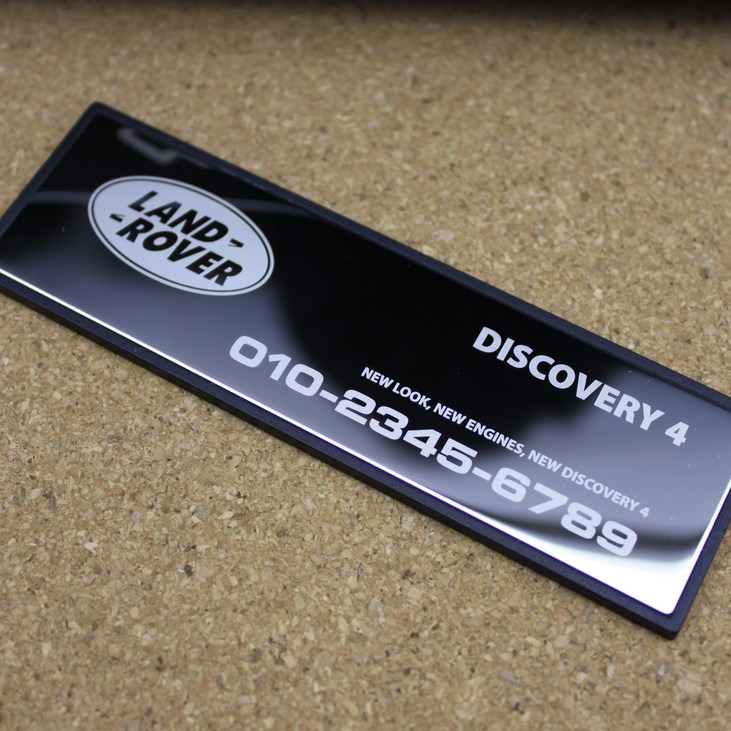 LAND-
-ROVER
DISCOVERY 4
NEW LOOK, NEW ENGINES, NEW DISCOVERY 4
010-2345-6789